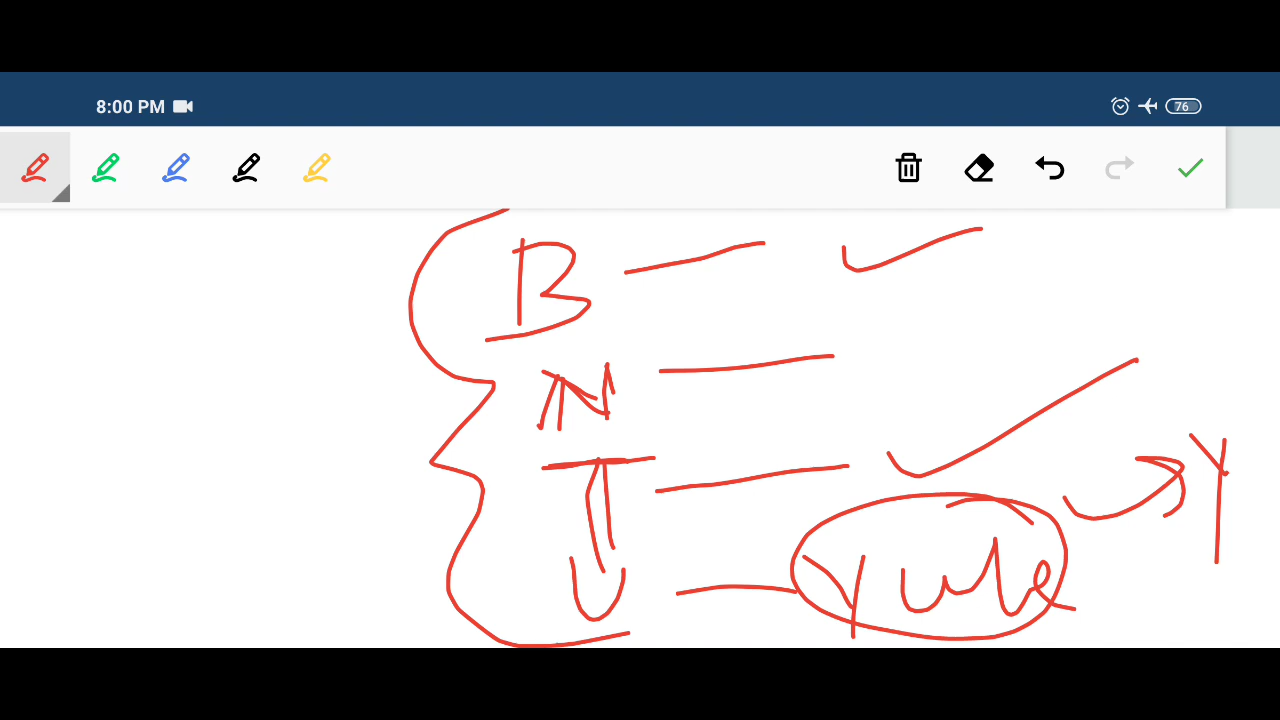 8:00 PM 76
B — ✓
N —
T — ✓
U — Yule Y